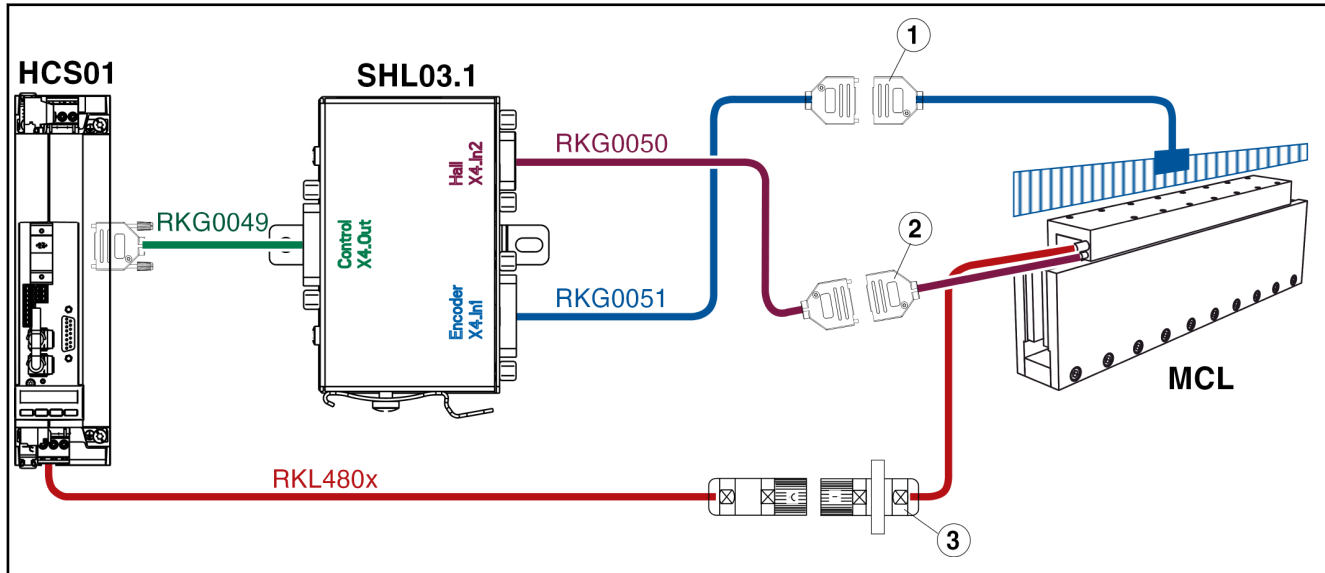 1
HCS01
SHL03.1
RKG0050
Hall
X4.In2
RKG0049
Control
X4.Out
2
RKG0051
Encoder
X4.In1
MCL
RKL480x
3